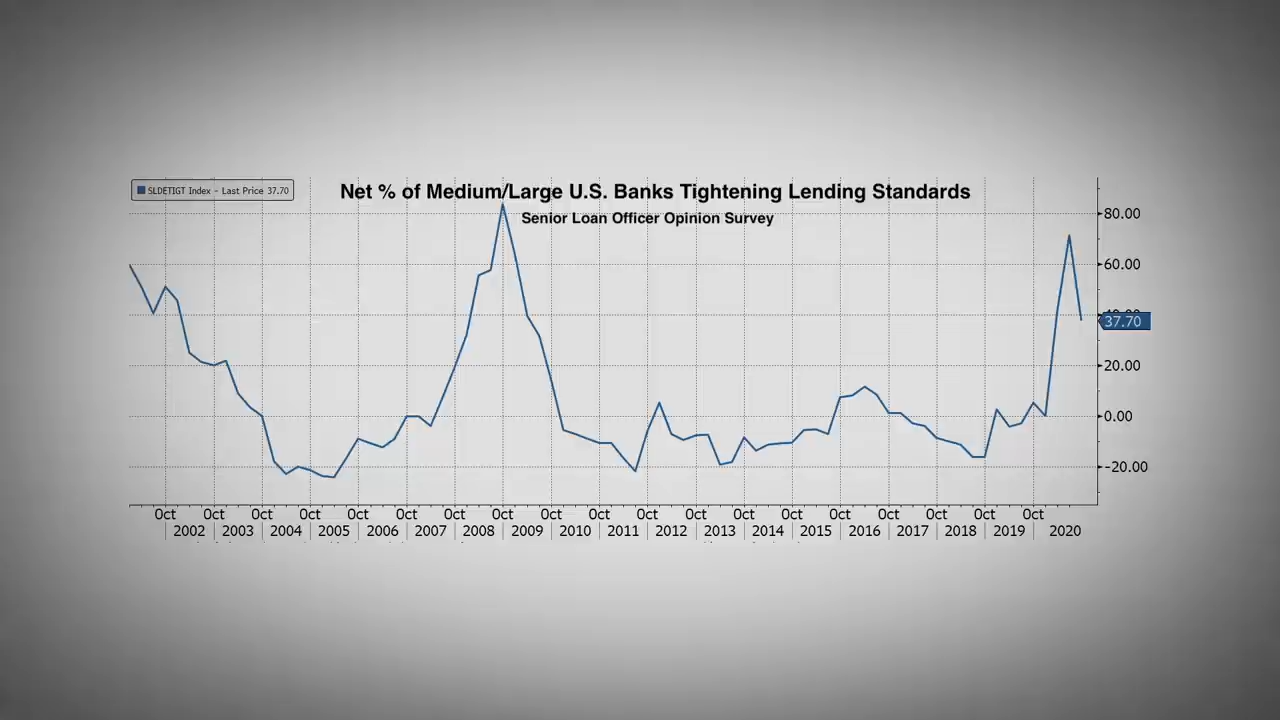 SLDETIGT Index - Last Price 37.70
Net % of Medium/Large U.S. Banks Tightening Lending Standards
Senior Loan Officer Opinion Survey
80.00
60.00
40.00
37.70
20.00
0.00
-20.00
Oct Oct Oct Oct Oct Oct Oct Oct Oct Oct Oct Oct Oct Oct Oct Oct Oct Oct Oct
2002 2003 2004 2005 2006 2007 2008 2009 2010 2011 2012 2013 2014 2015 2016 2017 2018 2019 2020